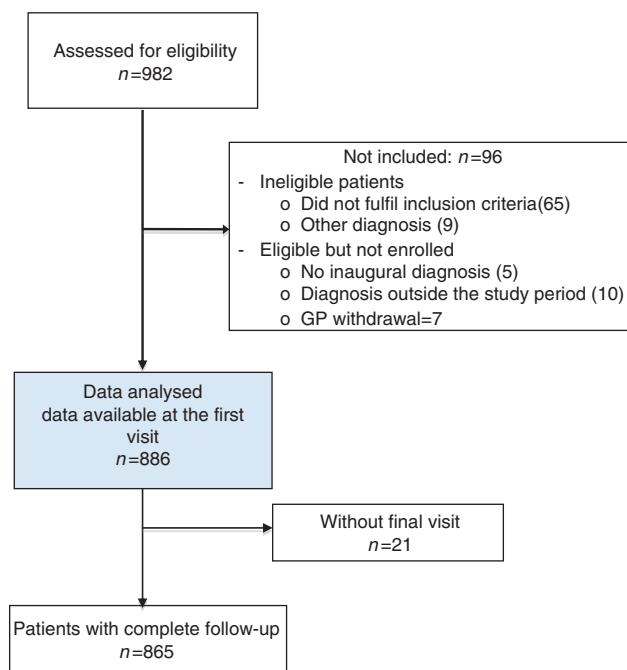 Assessed for eligibility
n=982
Not included: n=96
- Ineligible patients
o Did not fulfil inclusion criteria(65)
o Other diagnosis (9)
- Eligible but not enrolled
o No inaugural diagnosis (5)
o Diagnosis outside the study period (10)
o GP withdrawal=7
Data analysed
data available at the first
visit
n=886
Without final visit
n=21
Patients with complete follow-up
n=865